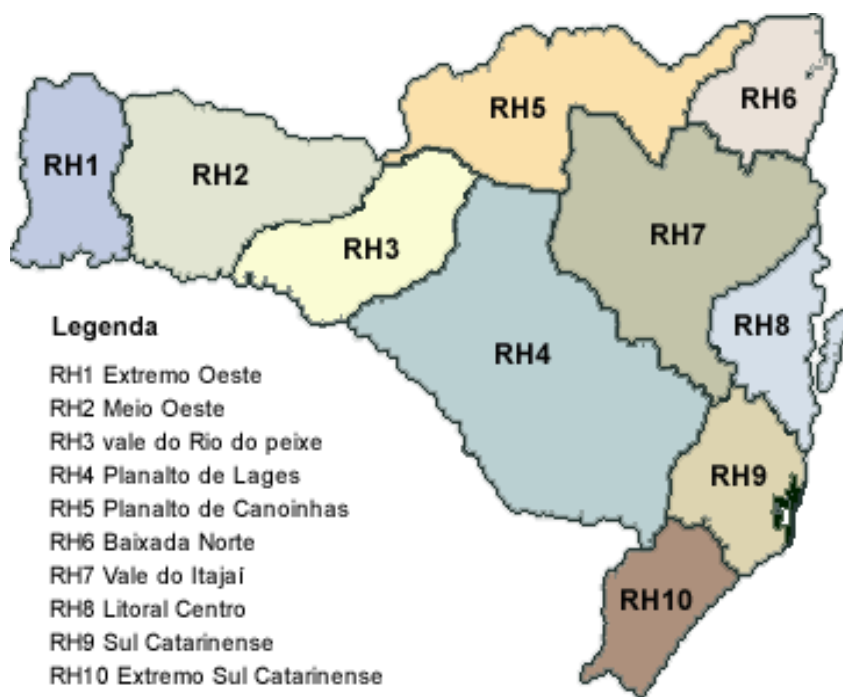 RH6
RH5
RH1
RH2
RH7
RH3
RH8
RH4
RH9
RH10
Legenda
RH1 Extremo Oeste
RH2 Meio Oeste
RH3 vale do Rio do peixe
RH4 Planalto de Lages
RH5 Planalto de Canoinhas
RH6 Baixada Norte
RH7 Vale do Itajaí
RH8 Litoral Centro
RH9 Sul Catarinense
RH10 Extremo Sul Catarinense